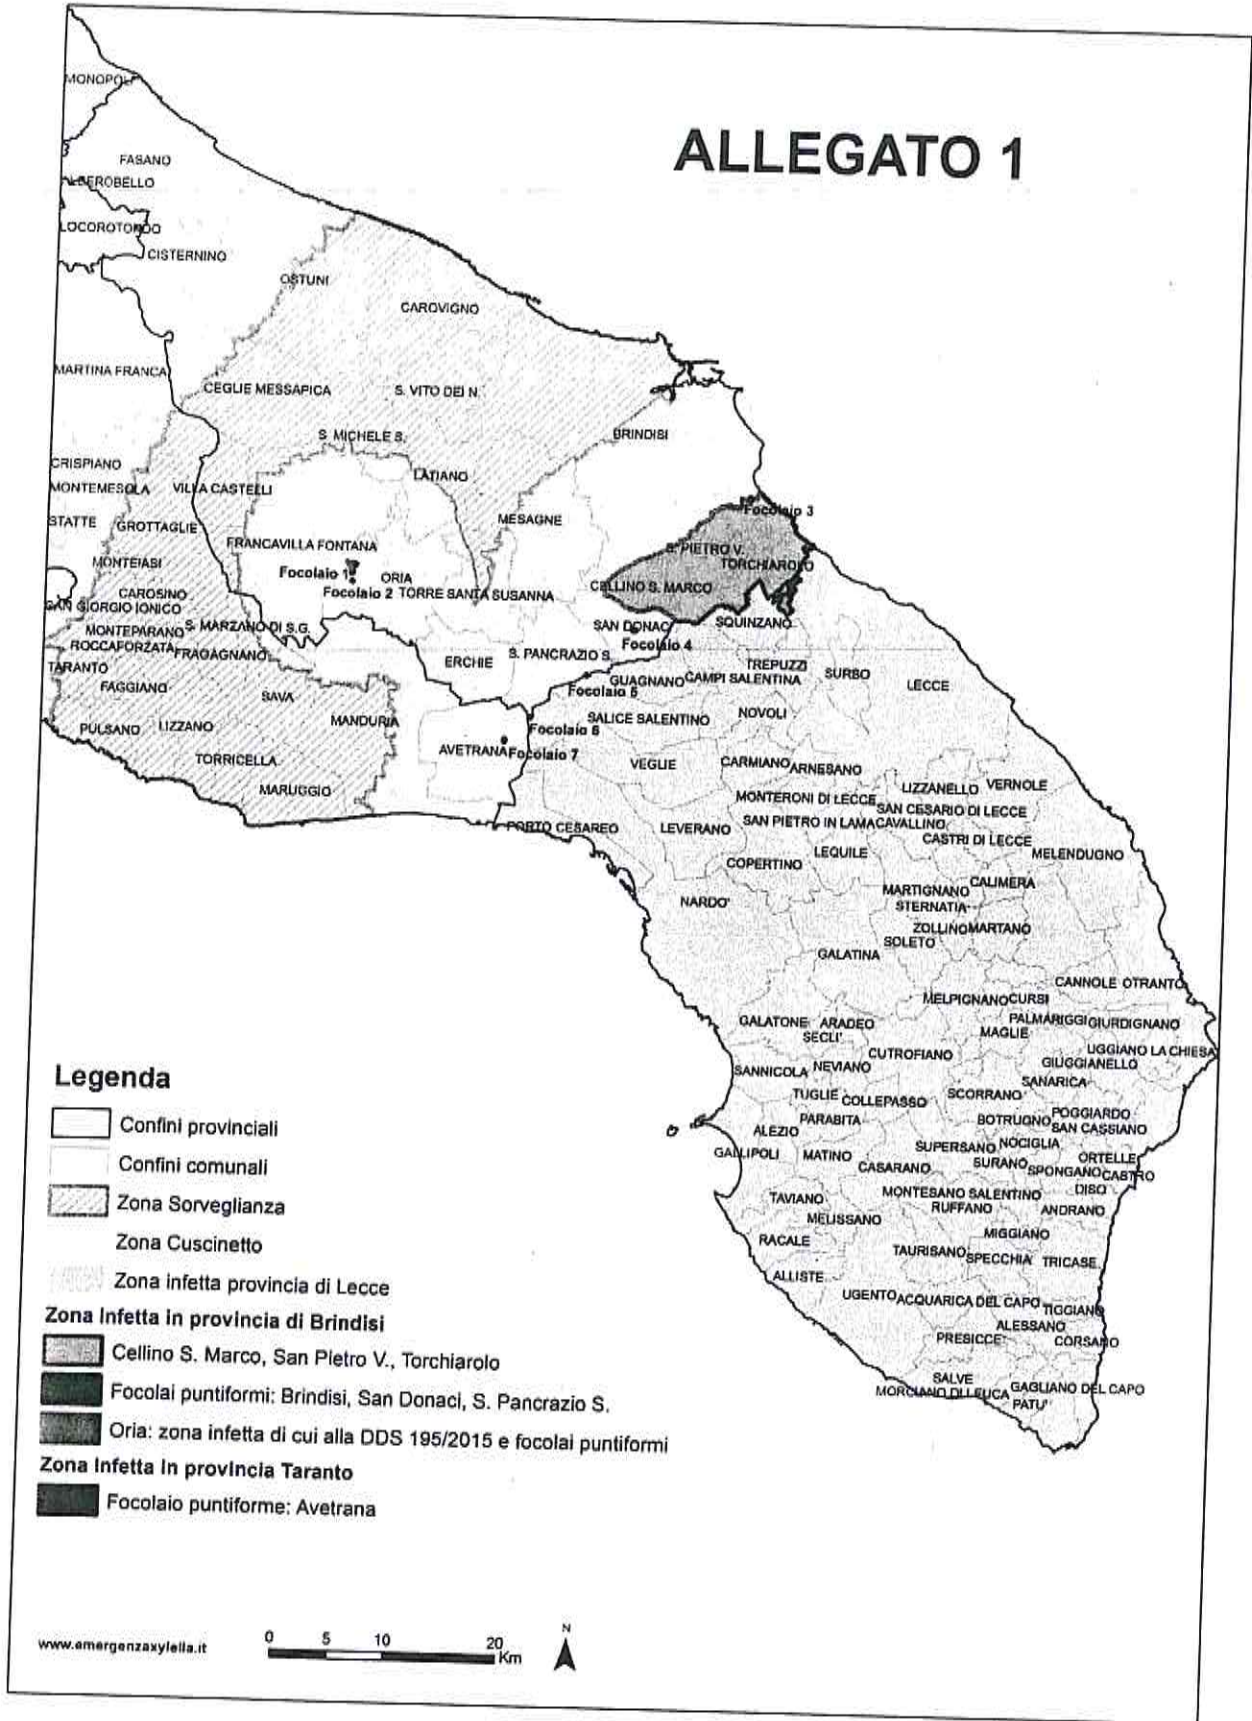 ALLEGATO 1
MONOPOLI
FASANO
ALBEROBELLO
LOCOROTONDO
CISTERNINO
OSTUNI
CAROVIGNO
MARTINA FRANCA
CEGLIE MESSAPICA
S. VITO DEI N.
S. MICHELE S.
BRINDISI
CRISPIANO
LATIANO
MONTEMESOLA
VILLA CASTELLI
STATTE
GROTTAGLIE
MESAGNE
Focolaio 3
FRANCAVILLA FONTANA
S. PIETRO V.
TORCHIAROLO
MONTEIASI
Focolaio 1
ORIA
CELLINO S. MARCO
CAROSINO
Focolaio 2
TORRE SANTA SUSANNA
SAN GIORGIO IONICO
MONTEPARANO
S. MARZANO DI S.G.
SAN DONACI
SQUINZANO
ROCCAFORZATA
FRAGAGNANO
ERCHIE
S. PANCRAZIO S.
Focolaio 4
TARANTO
TREPUZZI
SURBO
FAGGIANO
SAVA
GUAGNANO
CAMPI SALENTINA
LECCE
Focolaio 5
PULSANO
LIZZANO
MANDURIA
SALICE SALENTINO
NOVOLI
Focolaio 6
AVETRANA
Focolaio 7
TORRICELLA
VEGLIE
CARMIANO
ARNESANO
MARUGGIO
LIZZANELLO
VERNOLE
MONTERONI DI LECCE
SAN CESARIO DI LECCE
PORTO CESAREO
LEVERANO
SAN PIETRO IN LAMA
CAVALLINO
CASTRI DI LECCE
COPERTINO
LEQUILE
MELENDUGNO
NARDO'
MARTIGNANO
CALIMERA
STERNATIA
ZOLLINO
MARTANO
SOLETO
GALATINA
CANNOLE
OTRANTO
MELPIGNANO
CURSI
GALATONE
ARADEO
PALMARIGGI
GIURDIGNANO
SECLI'
MAGLIE
CUTROFIANO
UGGIANO LA CHIESA
SANNICOLA
NEVIANO
GIUGGIANELLO
SANARICA
TUGLIE
COLLEPASSO
SCORRANO
POGGIARDO
PARABITA
BOTRUGNO
SAN CASSIANO
ALEZIO
SUPERSANO
NOCIGLIA
GALLIPOLI
MATINO
CASARANO
SURANO
SPONGANO
ORTELLE
CASTRO
DISO
TAVIANO
MONTESANO SALENTINO
RUFFANO
ANDRANO
MELISSANO
RACALE
MIGGIANO
TAURISANO
SPECCHIA
TRICASE
ALLISTE
UGENTO
ACQUARICA DEL CAPO
TIGGIANO
ALESSANO
PRESICCE
CORSANO
SALVE
MORCIANO DI LEUCA
GAGLIANO DEL CAPO
PATU'
Legenda
Confini provinciali
Confini comunali
Zona Sorveglianza
Zona Cuscinetto
Zona infetta provincia di Lecce
Zona Infetta in provincia di Brindisi
Cellino S. Marco, San Pietro V., Torchiarolo
Focolai puntiformi: Brindisi, San Donaci, S. Pancrazio S.
Oria: zona infetta di cui alla DDS 195/2015 e focolai puntiformi
Zona Infetta in provincia Taranto
Focolaio puntiforme: Avetrana
www.emergenzaxylella.it
0 5 10 20
Km
N